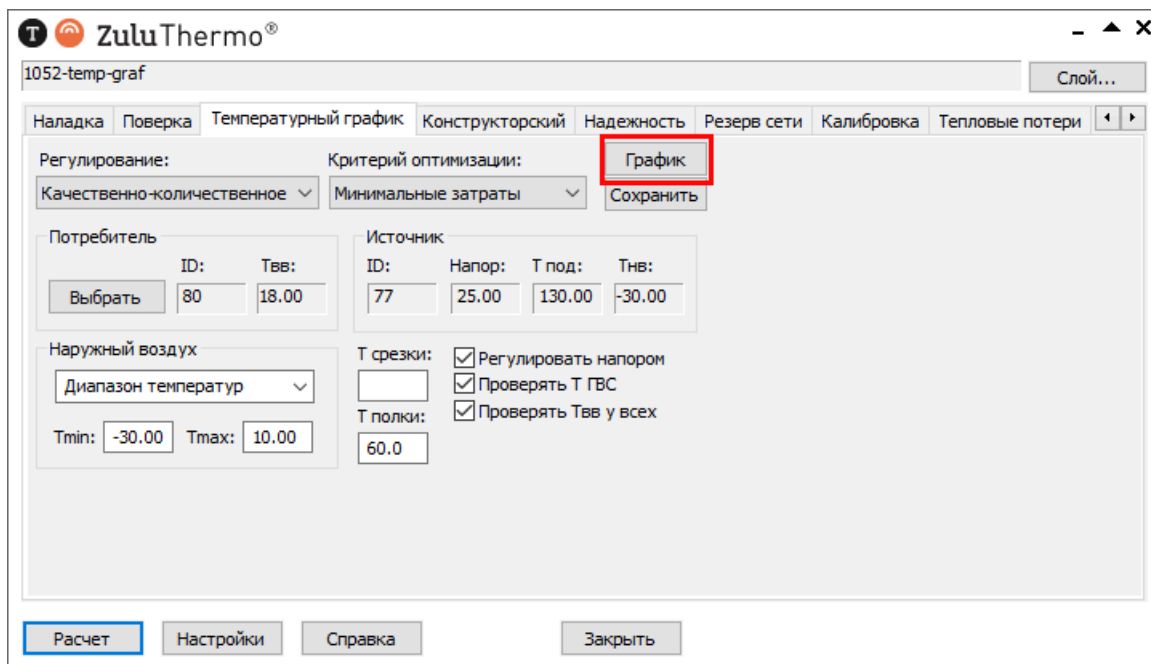 T ZuluThermo®
1052-temp-graf
Слой...
Наладка Поверка Температурный график Конструкторский Надежность Резерв сети Калибровка Тепловые потери
Регулирование: Критерий оптимизации: График
Качественно-количественное Минимальные затраты Сохранить
Потребитель Источник
ID: Твв: ID: Напор: Т под: Тнв:
Выбрать 80 18.00 77 25.00 130.00 -30.00
Наружный воздух Т срезки: Регулировать напором
Диапазон температур Проверять Т ГВС
Т полки: Проверять Твв у всех
Tmin: -30.00 Tmax: 10.00 60.0
Расчет Настройки Справка Закрыть